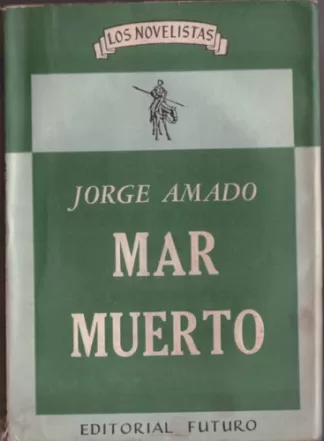 LOS NOVELISTAS
JORGE AMADO
MAR
MUERTO
EDITORIAL FUTURO